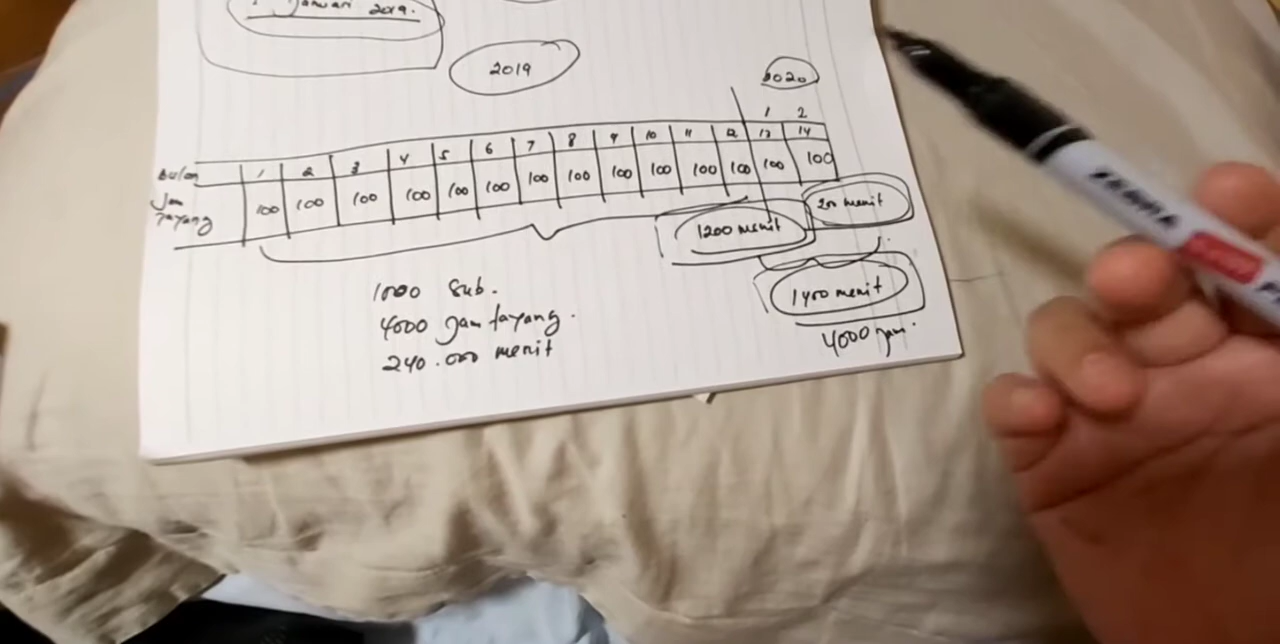 Januari 2019.
2019
2020
1 2
1 2 3 4 5 6 7 8 9 10 11 12 13 14
Bulan
Jam
Tayang
100 100 100 100 100 100 100 100 100 100 100 100 100 100
200 menit
1200 menit
1400 menit
4000 jam.
1000 Sub.
4000 Jam tayang.
240.000 menit